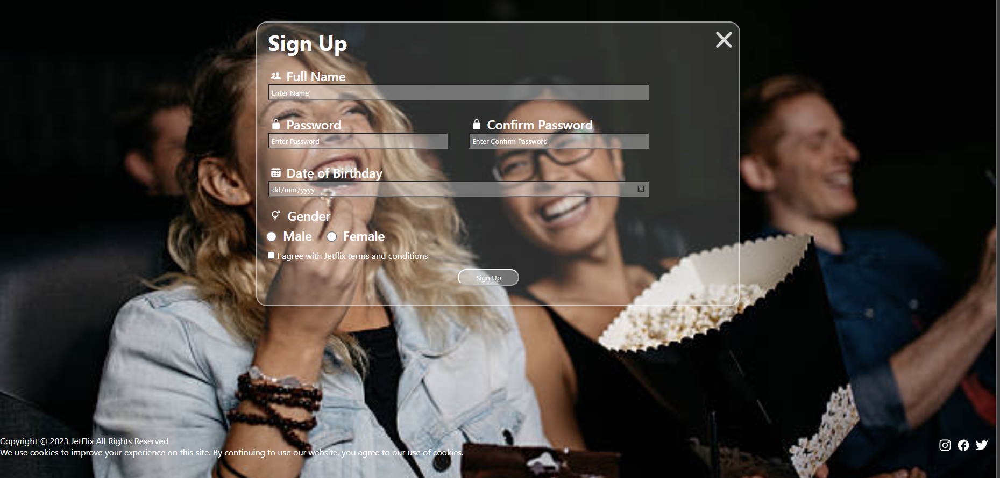 Sign Up
Full Name
Enter Name
Password
Confirm Password
Enter Password
Enter Confirm Password
Date of Birthday
dd/mm/yyyy
Gender
Male
Female
I agree with Jetflix terms and conditions
Sign Up
Copyright © 2023 JetFlix All Rights Reserved
We use cookies to improve your experience on this site. By continuing to use our website, you agree to our use of cookies.